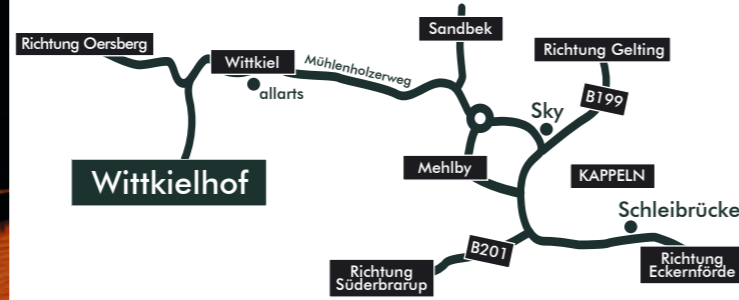 Sandbek
Richtung Oersberg
Wittkiel
Mühlenholzerweg
Richtung Gelting
allarts
B199
Sky
Mehlby
KAPPELN
Wittkielhof
Schleibrücke
B201
Richtung
Süderbrarup
Richtung
Eckernförde